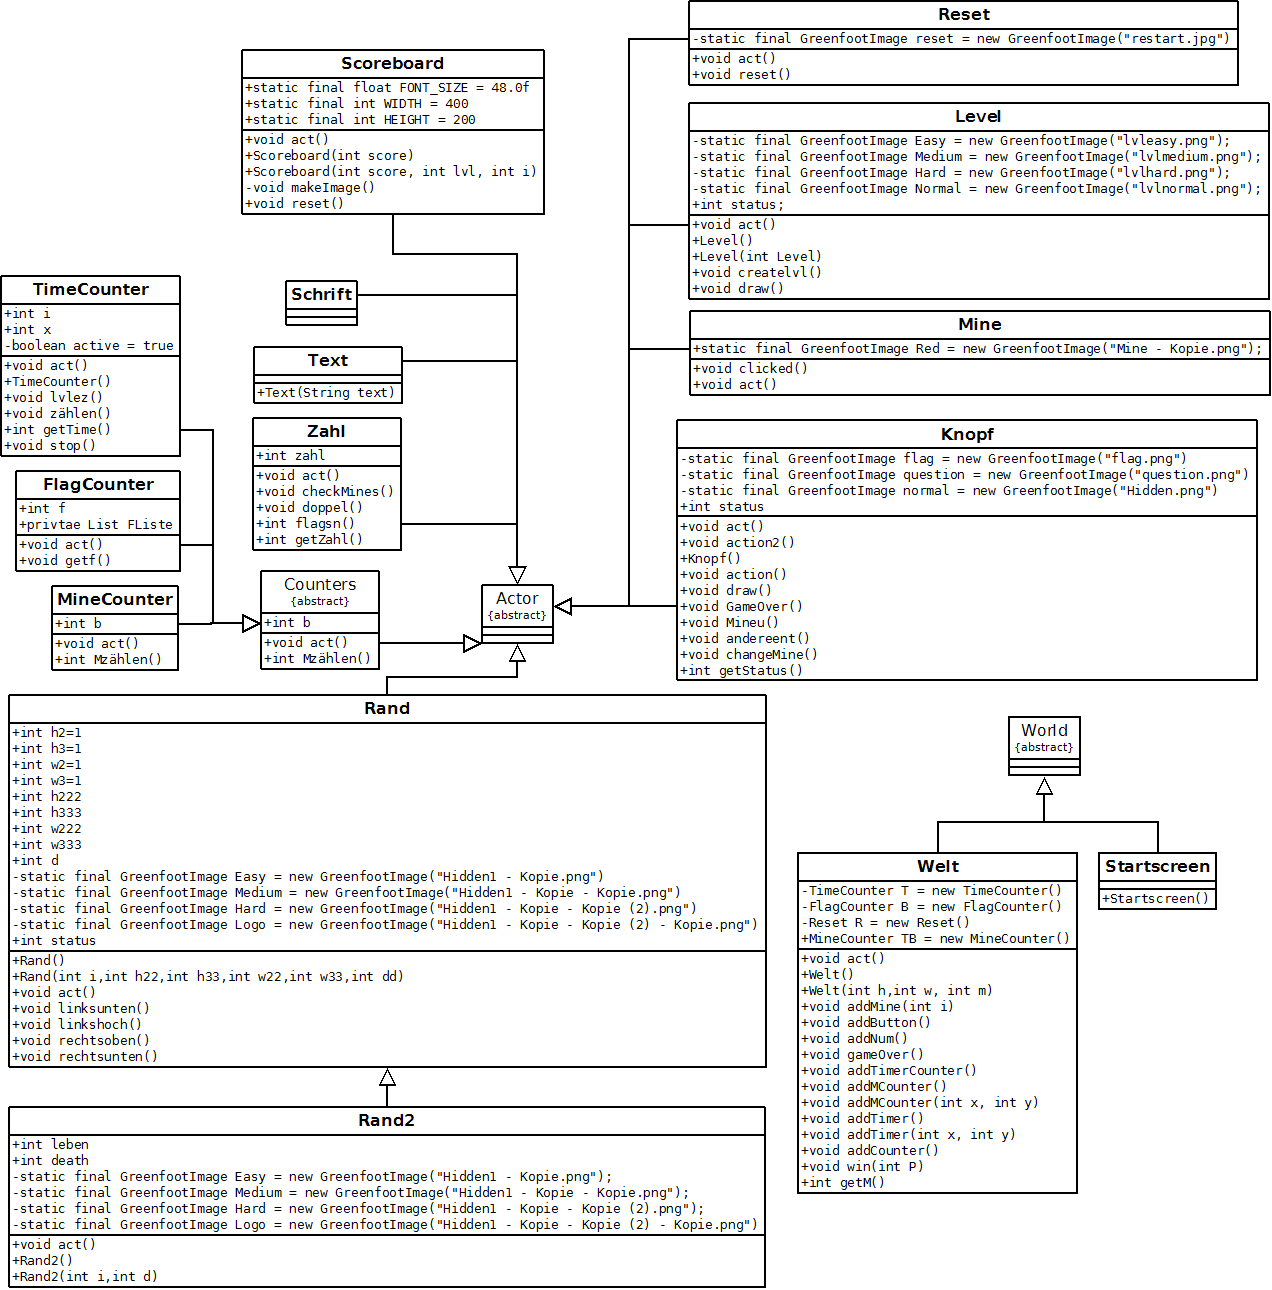 Reset
-static final GreenfootImage reset = new GreenfootImage("restart.jpg")
+void act()
+void reset()
Scoreboard
+static final float FONT_SIZE = 48.0f
+static final int WIDTH = 400
+static final int HEIGHT = 200
+void act()
+Scoreboard(int score)
+Scoreboard(int score, int lvl, int i)
-void makeImage()
+void reset()
Level
-static final GreenfootImage Easy = new GreenfootImage("lvleasy.png");
-static final GreenfootImage Medium = new GreenfootImage("lvlmedium.png");
-static final GreenfootImage Hard = new GreenfootImage("lvlhard.png");
-static final GreenfootImage Normal = new GreenfootImage("lvlnormal.png");
+int status;
+void act()
+Level()
+Level(int Level)
+void createlvl()
+void draw()
TimeCounter
+int i
+int x
-boolean active = true
+void act()
+TimeCounter()
+void lvlez()
+void zählen()
+int getTime()
+void stop()
Schrift
Mine
+static final GreenfootImage Red = new GreenfootImage("Mine - Kopie.png");
+void clicked()
+void act()
Text
+Text(String text)
Zahl
+int zahl
+void act()
+void checkMines()
+void doppel()
+int flagsn()
+int getZahl()
Knopf
-static final GreenfootImage flag = new GreenfootImage("flag.png")
-static final GreenfootImage question = new GreenfootImage("question.png")
-static final GreenfootImage normal = new GreenfootImage("Hidden.png")
+int status
+void act()
+void action2()
+Knopf()
+void action()
+void draw()
+void GameOver()
+void Mineu()
+void andereent()
+void changeMine()
+int getStatus()
FlagCounter
+int f
+privtae List FListe
+void act()
+void getf()
MineCounter
+int b
+void act()
+int Mzählen()
Counters
{abstract}
+int b
+void act()
+int Mzählen()
Actor
{abstract}
Rand
+int h2=1
+int h3=1
+int w2=1
+int w3=1
+int h222
+int h333
+int w222
+int w333
+int d
-static final GreenfootImage Easy = new GreenfootImage("Hidden1 - Kopie.png")
-static final GreenfootImage Medium = new GreenfootImage("Hidden1 - Kopie - Kopie.png")
-static final GreenfootImage Hard = new GreenfootImage("Hidden1 - Kopie - Kopie (2).png")
-static final GreenfootImage Logo = new GreenfootImage("Hidden1 - Kopie - Kopie (2) - Kopie.png")
+int status
+Rand()
+Rand(int i,int h22,int h33,int w22,int w33,int dd)
+void act()
+void linksunten()
+void linkshoch()
+void rechtsoben()
+void rechtsunten()
World
{abstract}
Welt
-TimeCounter T = new TimeCounter()
-FlagCounter B = new FlagCounter()
-Reset R = new Reset()
+MineCounter TB = new MineCounter()
+void act()
+Welt()
+Welt(int h,int w, int m)
+void addMine(int i)
+void addButton()
+void addNum()
+void gameOver()
+void addTimerCounter()
+void addMCounter()
+void addMCounter(int x, int y)
+void addTimer()
+void addTimer(int x, int y)
+void addCounter()
+void win(int P)
+int getM()
Startscreen
+Startscreen()
Rand2
+int leben
+int death
-static final GreenfootImage Easy = new GreenfootImage("Hidden1 - Kopie.png");
-static final GreenfootImage Medium = new GreenfootImage("Hidden1 - Kopie - Kopie.png");
-static final GreenfootImage Hard = new GreenfootImage("Hidden1 - Kopie - Kopie (2).png");
-static final GreenfootImage Logo = new GreenfootImage("Hidden1 - Kopie - Kopie (2) - Kopie.png")
+void act()
+Rand2()
+Rand2(int i,int d)